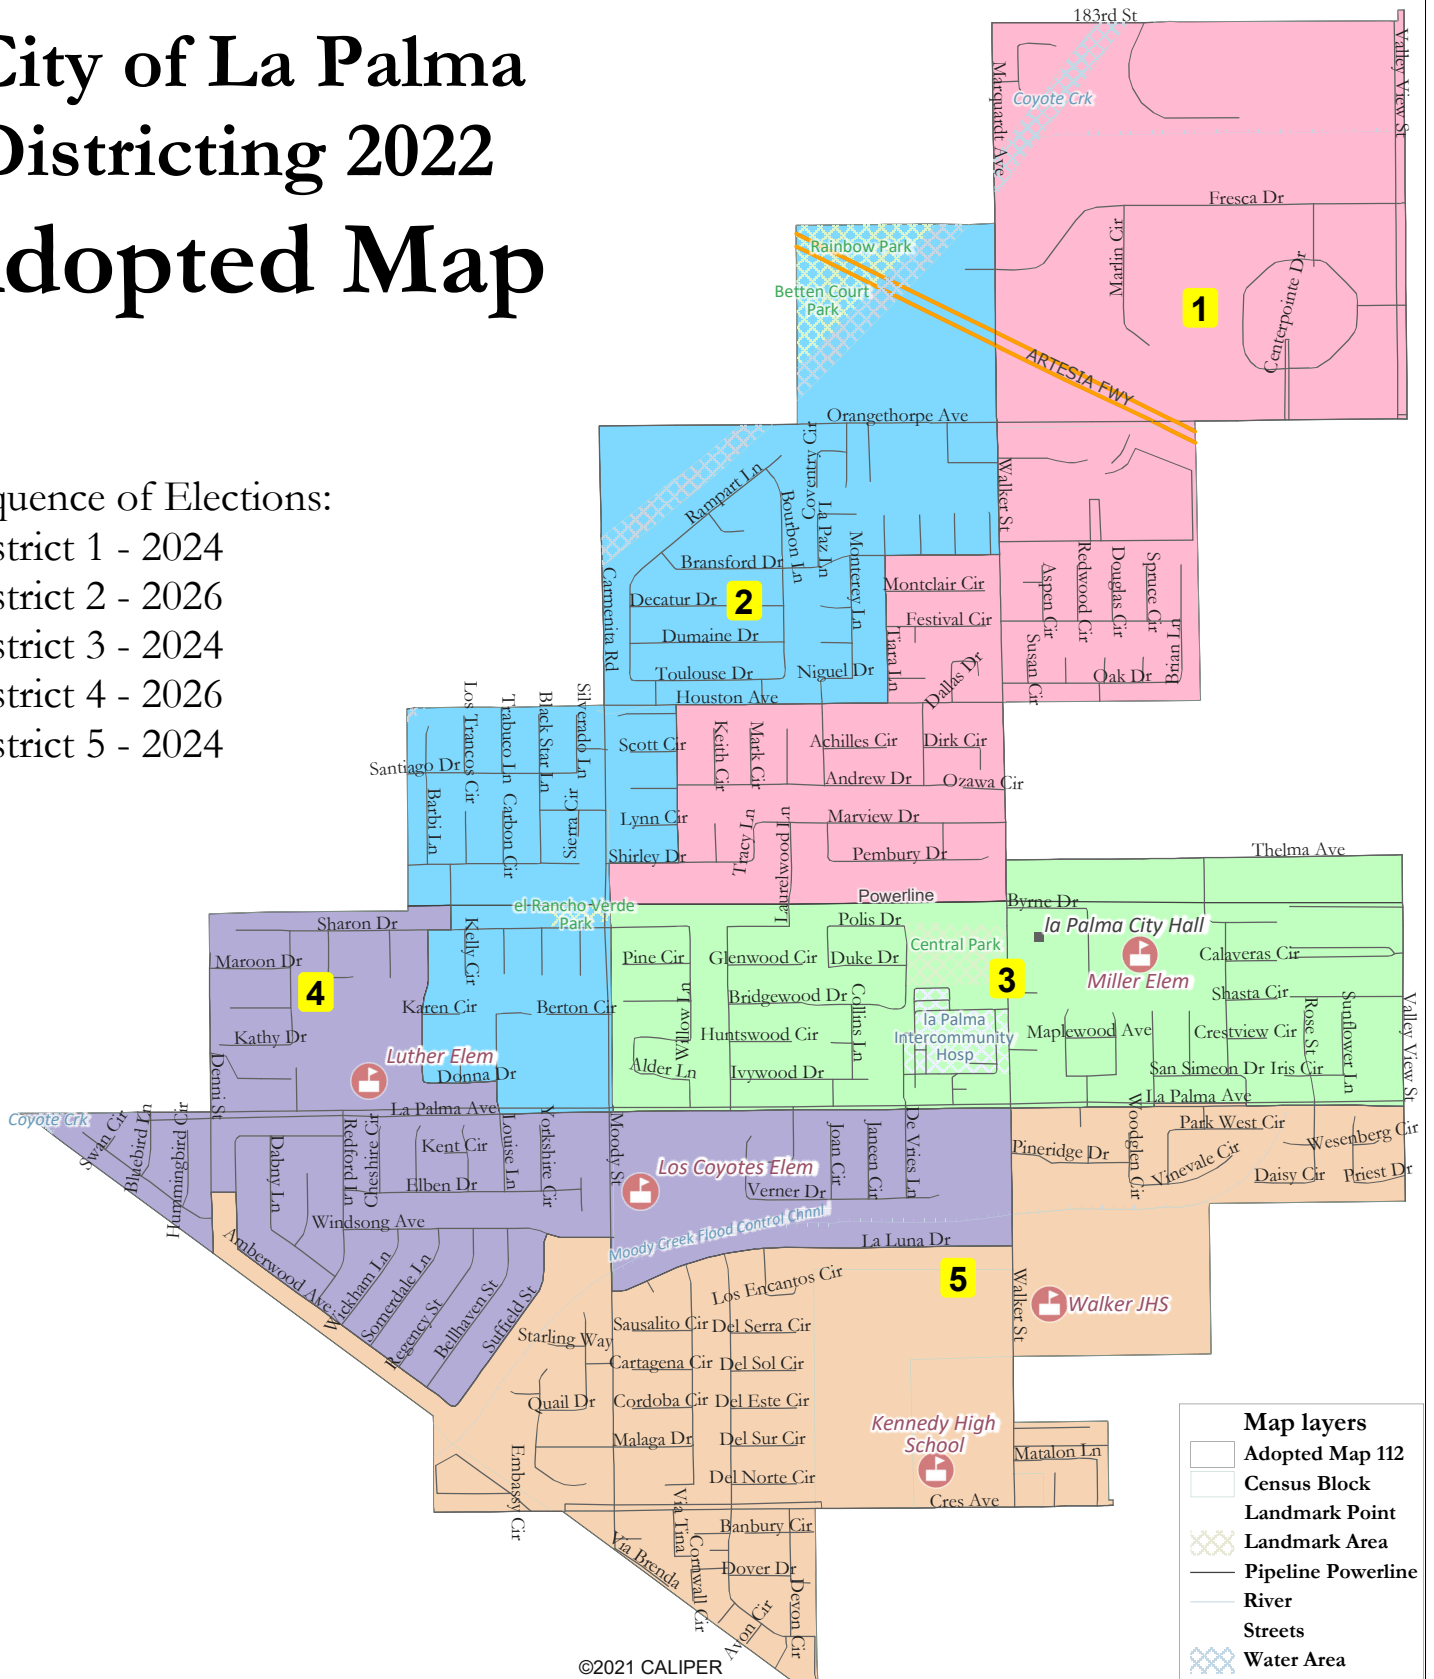 City of La Palma
Districting 2022
Adopted Map
quence of Elections:
strict 1 - 2024
strict 2 - 2026
strict 3 - 2024
strict 4 - 2026
strict 5 - 2024
183rd St
Valley View St
Marquardt Ave
Coyote Crk
Fresca Dr
Marlin Cir
Centerpointe Dr
1
Rainbow Park
Betten Court
Park
ARTESIA FWY
Orangethorpe Ave
Walker St
Rampart Ln
Coventry Cir
Bourbon Ln
La Paz Ln
Monterey Ln
Bransford Dr
Carmenita Rd
Decatur Dr
2
Dumaine Dr
Toulouse Dr
Niguel Dr
Houston Ave
Montclair Cir
Festival Cir
Tiara Ln
Dallas Dr
Aspen Cir
Redwood Cir
Douglas Cir
Spruce Cir
Susan Cir
Oak Dr
Brian Ln
Los Trancos Cir
Trabuco Ln
Black Star Ln
Silverado Ln
Santiago Dr
Barbi Ln
Carbon Cir
Sierra Cir
Scott Cir
Keith Cir
Mark Cir
Achilles Cir
Dirk Cir
Andrew Dr
Ozawa Cir
Lynn Cir
Tracy Ln
Laurelwood Ln
Marview Dr
Shirley Dr
Pembury Dr
Powerline
Thelma Ave
Byrne Dr
la Palma City Hall
el Rancho Verde
Park
Polis Dr
Central Park
Sharon Dr
Maroon Dr
4
Kelly Cir
Karen Cir
Berton Cir
Kathy Dr
Luther Elem
Donna Dr
Denni St
Pine Cir
Glenwood Cir
Duke Dr
Bridgewood Dr
Willow Ln
Huntswood Cir
Collins Ln
Alder Ln
Ivywood Dr
3
la Palma
Intercommunity
Hosp
Miller Elem
Calaveras Cir
Shasta Cir
Maplewood Ave
Crestview Cir
Rose St
Sunflower Ln
Valley View St
San Simeon Dr
Iris Cir
La Palma Ave
La Palma Ave
Coyote Crk
Swan Cir
Bluebird Ln
Hummingbird Cir
Dabny Ln
Redford Ln
Cheshire Cir
Kent Cir
Elben Dr
Louise Ln
Yorkshire Cir
Moody St
Los Coyotes Elem
Verner Dr
Joan Cir
Janeen Cir
De Vries Ln
Pineridge Dr
Woodglen Cir
Park West Cir
Vinevale Cir
Wesenberg Cir
Daisy Cir
Priest Dr
Windsong Ave
Amberwood Ave
Wickham Ln
Somerdale Ln
Regency St
Bellhaven St
Suffield St
Moody Creek Flood Control Chnnl
La Luna Dr
5
Walker St
Walker JHS
Los Encantos Cir
Starling Way
Sausalito Cir
Del Serra Cir
Cartagena Cir
Del Sol Cir
Quail Dr
Cordoba Cir
Del Este Cir
Malaga Dr
Del Sur Cir
Del Norte Cir
Kennedy High
School
Matalon Ln
Cres Ave
Embassy Cir
Via Tina
Banbury Cir
Via Brenda
Cornwall Cir
Dover Dr
Devon Cir
Avon Cir
©2021 CALIPER
Map layers
Adopted Map 112
Census Block
Landmark Point
Landmark Area
Pipeline Powerline
River
Streets
Water Area